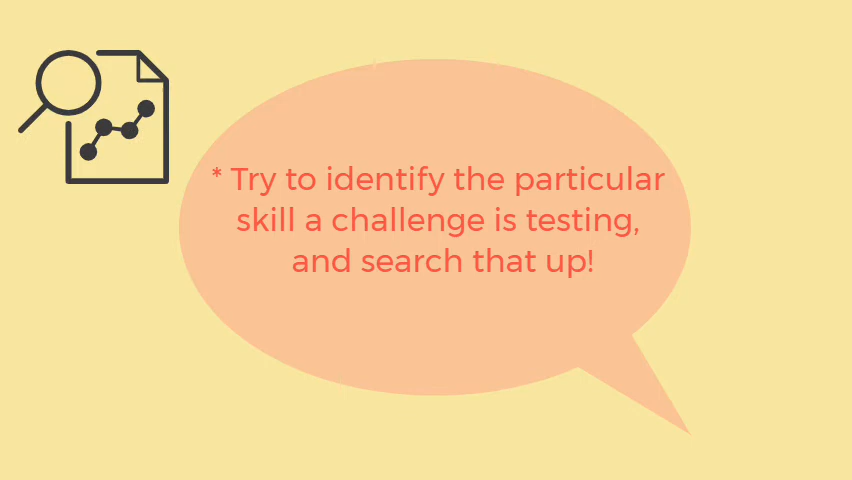 * Try to identify the particular
skill a challenge is testing,
and search that up!